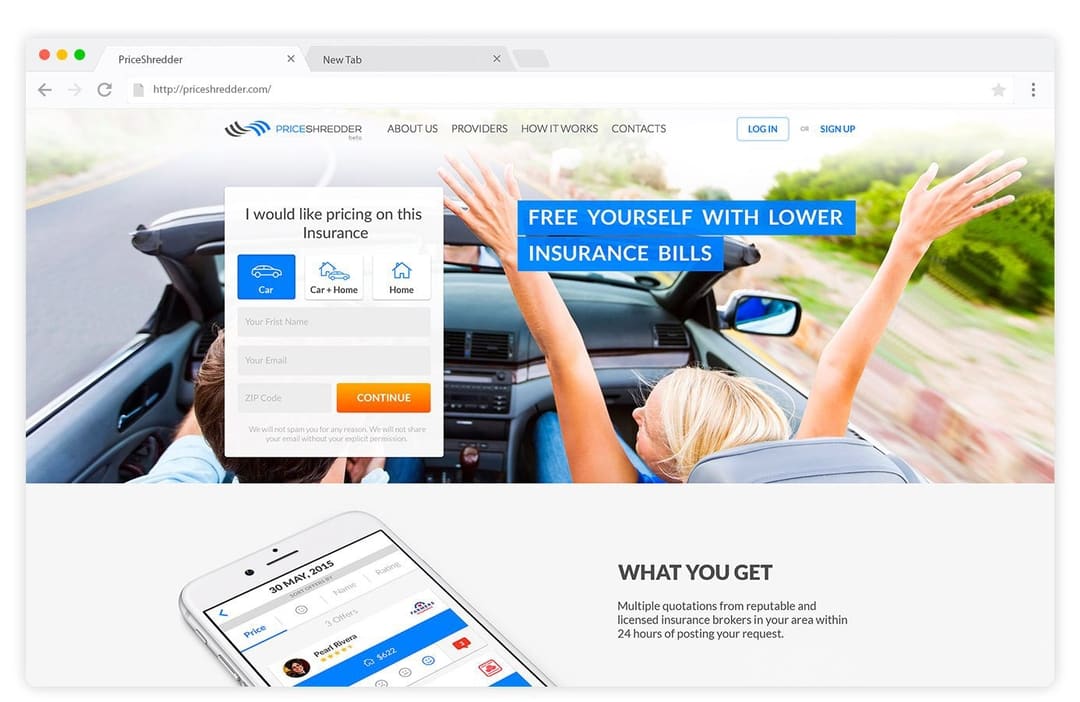 PriceShredder
New Tab
http://priceshredder.com/
PRICESHREDDER
beta
ABOUT US
PROVIDERS
HOW IT WORKS
CONTACTS
LOG IN
OR
SIGN UP
I would like pricing on this
Insurance
Car
Car + Home
Home
Your Frist Name
Your Email
ZIP Code
CONTINUE
We will not spam you for any reason. We will not share
your email without your explicit permission.
FREE YOURSELF WITH LOWER
INSURANCE BILLS
30 MAY, 2015
SORT OFFERS BY
Price
Name
Rating
3 Offers
Pearl Rivera
FARMERS
$622
WHAT YOU GET
Multiple quotations from reputable and
licensed insurance brokers in your area within
24 hours of posting your request.